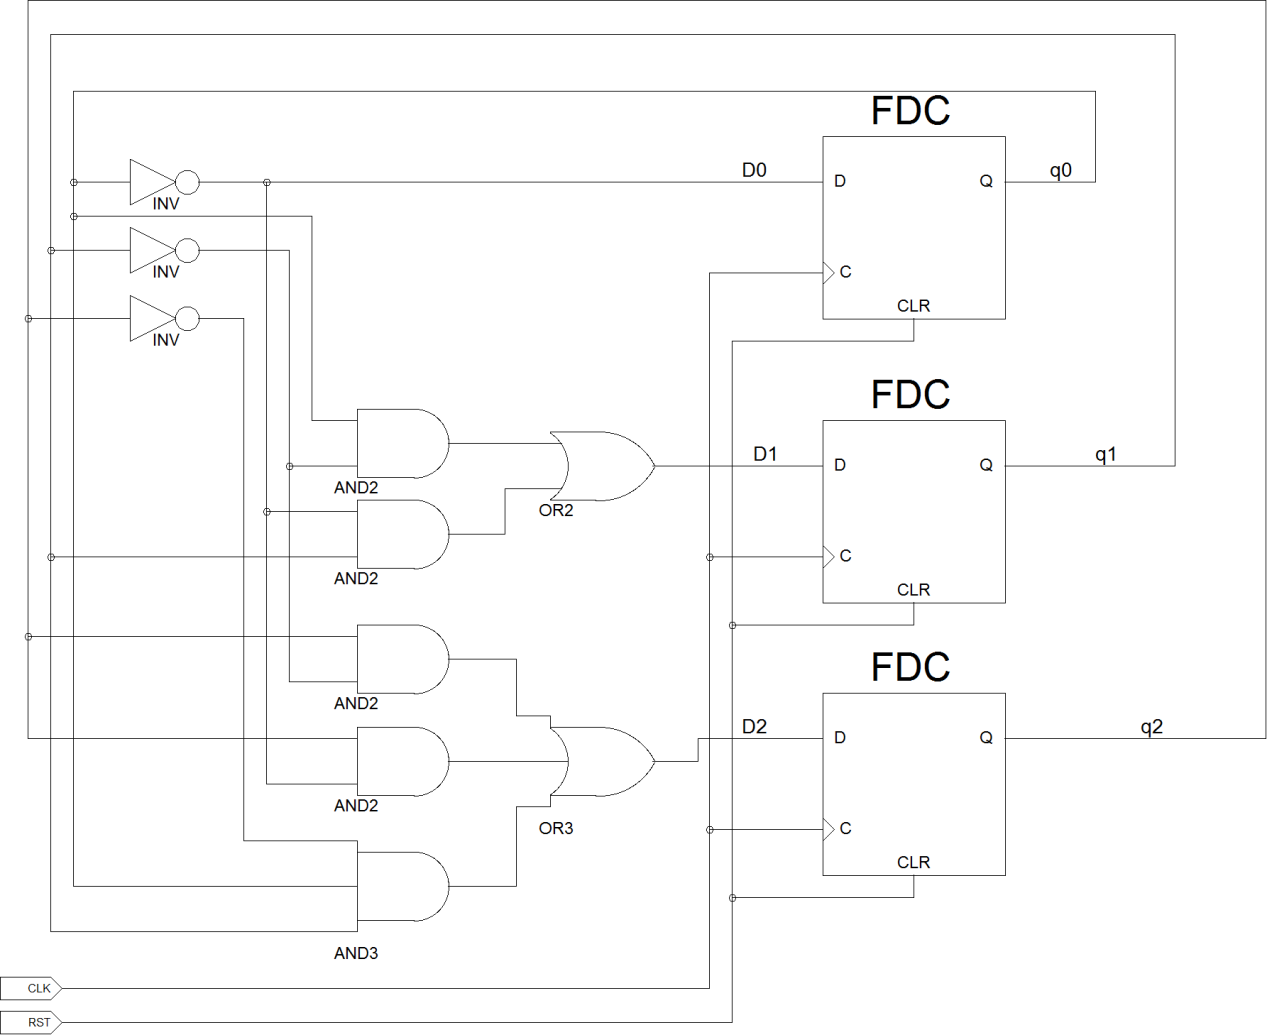 FDC
D0
D
Q
q0
INV
INV
C
CLR
INV
FDC
D1
D
Q
q1
AND2
OR2
C
AND2
CLR
FDC
AND2
D2
D
Q
q2
AND2
OR3
C
CLR
AND3
CLK
RST